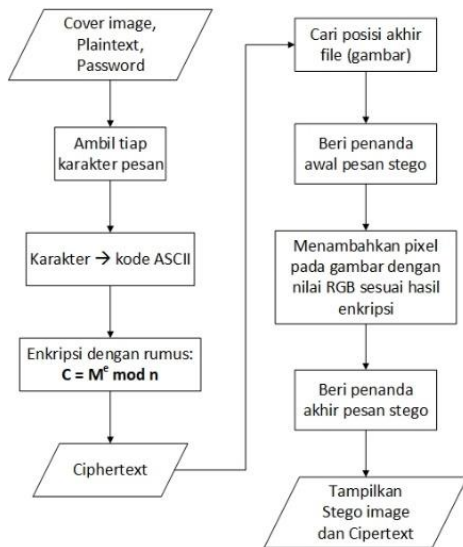 Cover image,
Plaintext,
Password
Ambil tiap
karakter pesan
Karakter → kode ASCII
Enkripsi dengan rumus:
C = M^e mod n
Ciphertext
Cari posisi akhir
file (gambar)
Beri penanda
awal pesan stego
Menambahkan pixel
pada gambar dengan
nilai RGB sesuai hasil
enkripsi
Beri penanda
akhir pesan stego
Tampilkan
Stego image
dan Cipertext